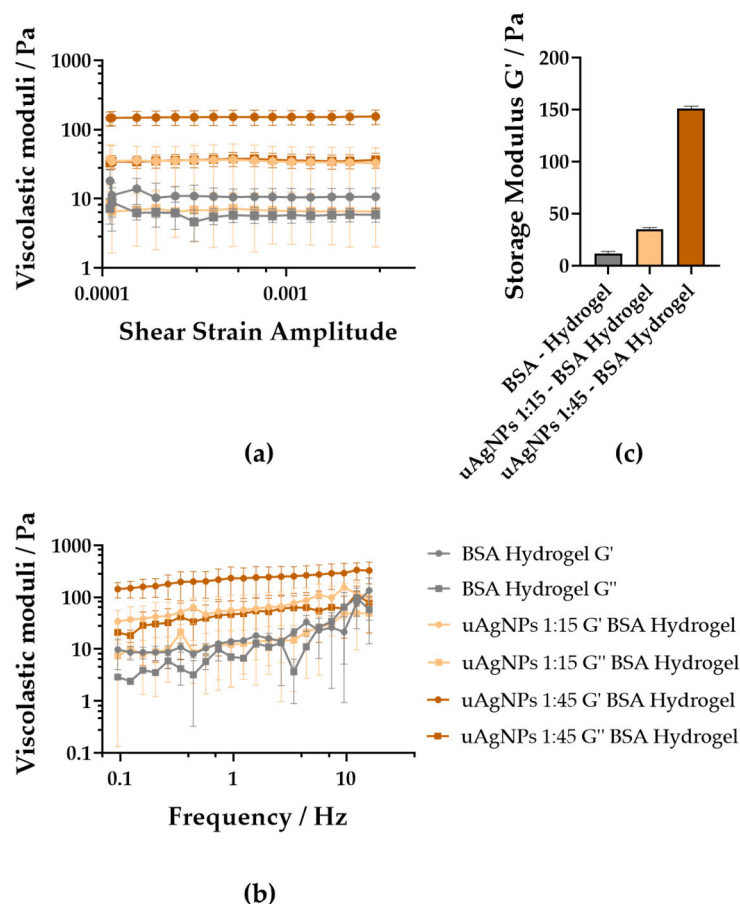 (a)
Viscolastic moduli / Pa
1000
100
10
1
0.0001
0.001
Shear Strain Amplitude
(c)
Storage Modulus G' / Pa
200
150
100
50
0
BSA - Hydrogel
uAgNPs 1:15 - BSA Hydrogel
uAgNPs 1:45 - BSA Hydrogel
Viscolastic moduli / Pa
1000
100
10
1
0.1
0.1
1
10
Frequency / Hz
(b)
BSA Hydrogel G'
BSA Hydrogel G"
uAgNPs 1:15 G' BSA Hydrogel
uAgNPs 1:15 G" BSA Hydrogel
uAgNPs 1:45 G' BSA Hydrogel
uAgNPs 1:45 G" BSA Hydrogel